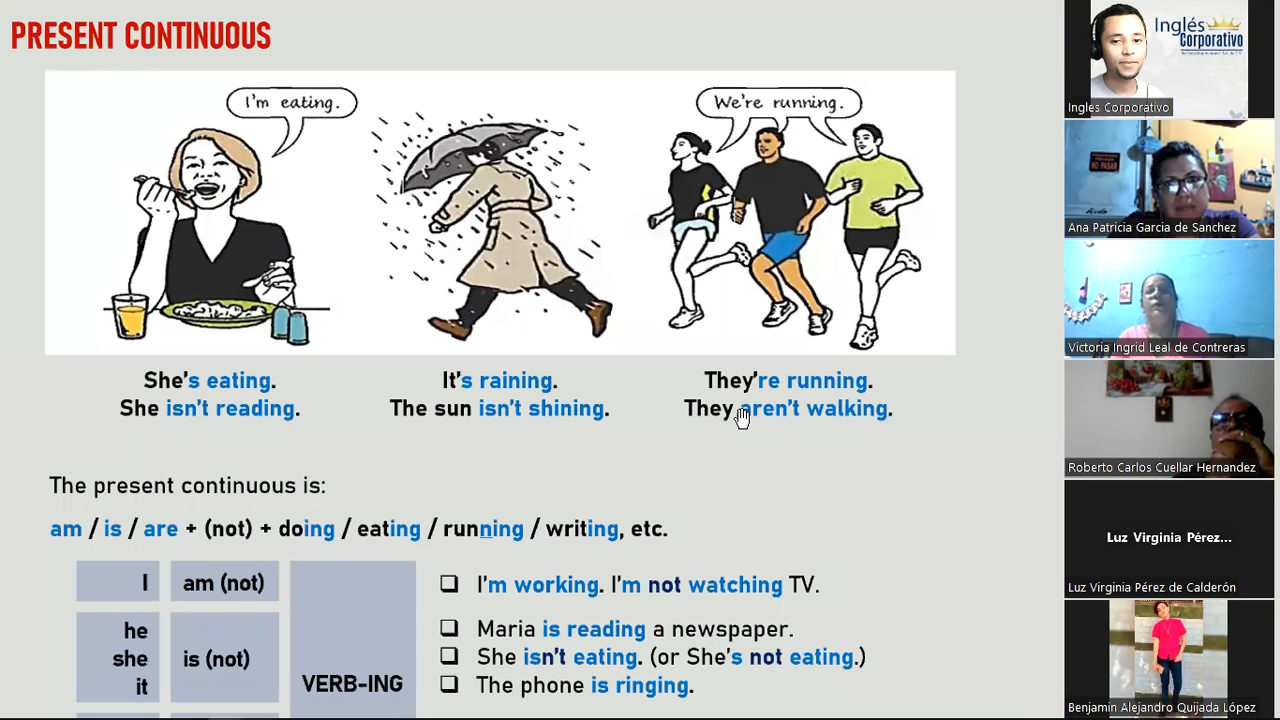 PRESENT CONTINUOUS
I'm eating.
We're running.
She's eating.
She isn't reading.
It's raining.
The sun isn't shining.
They're running.
They aren't walking.
The present continuous is:
am / is / are + (not) + doing / eating / running / writing, etc.
I am (not)
he
she is (not)
it
VERB-ING
I'm working. I'm not watching TV.
Maria is reading a newspaper.
She isn't eating. (or She's not eating.)
The phone is ringing.
Inglés
Corporativo
Ingles Corporativo
NO PASAR
Ana Patricia Garcia de Sanchez
Victoria Ingrid Leal de Contreras
Roberto Carlos Cuellar Hernandez
Luz Virginia Pérez...
Luz Virginia Pérez de Calderón
Benjamin Alejandro Quijada López